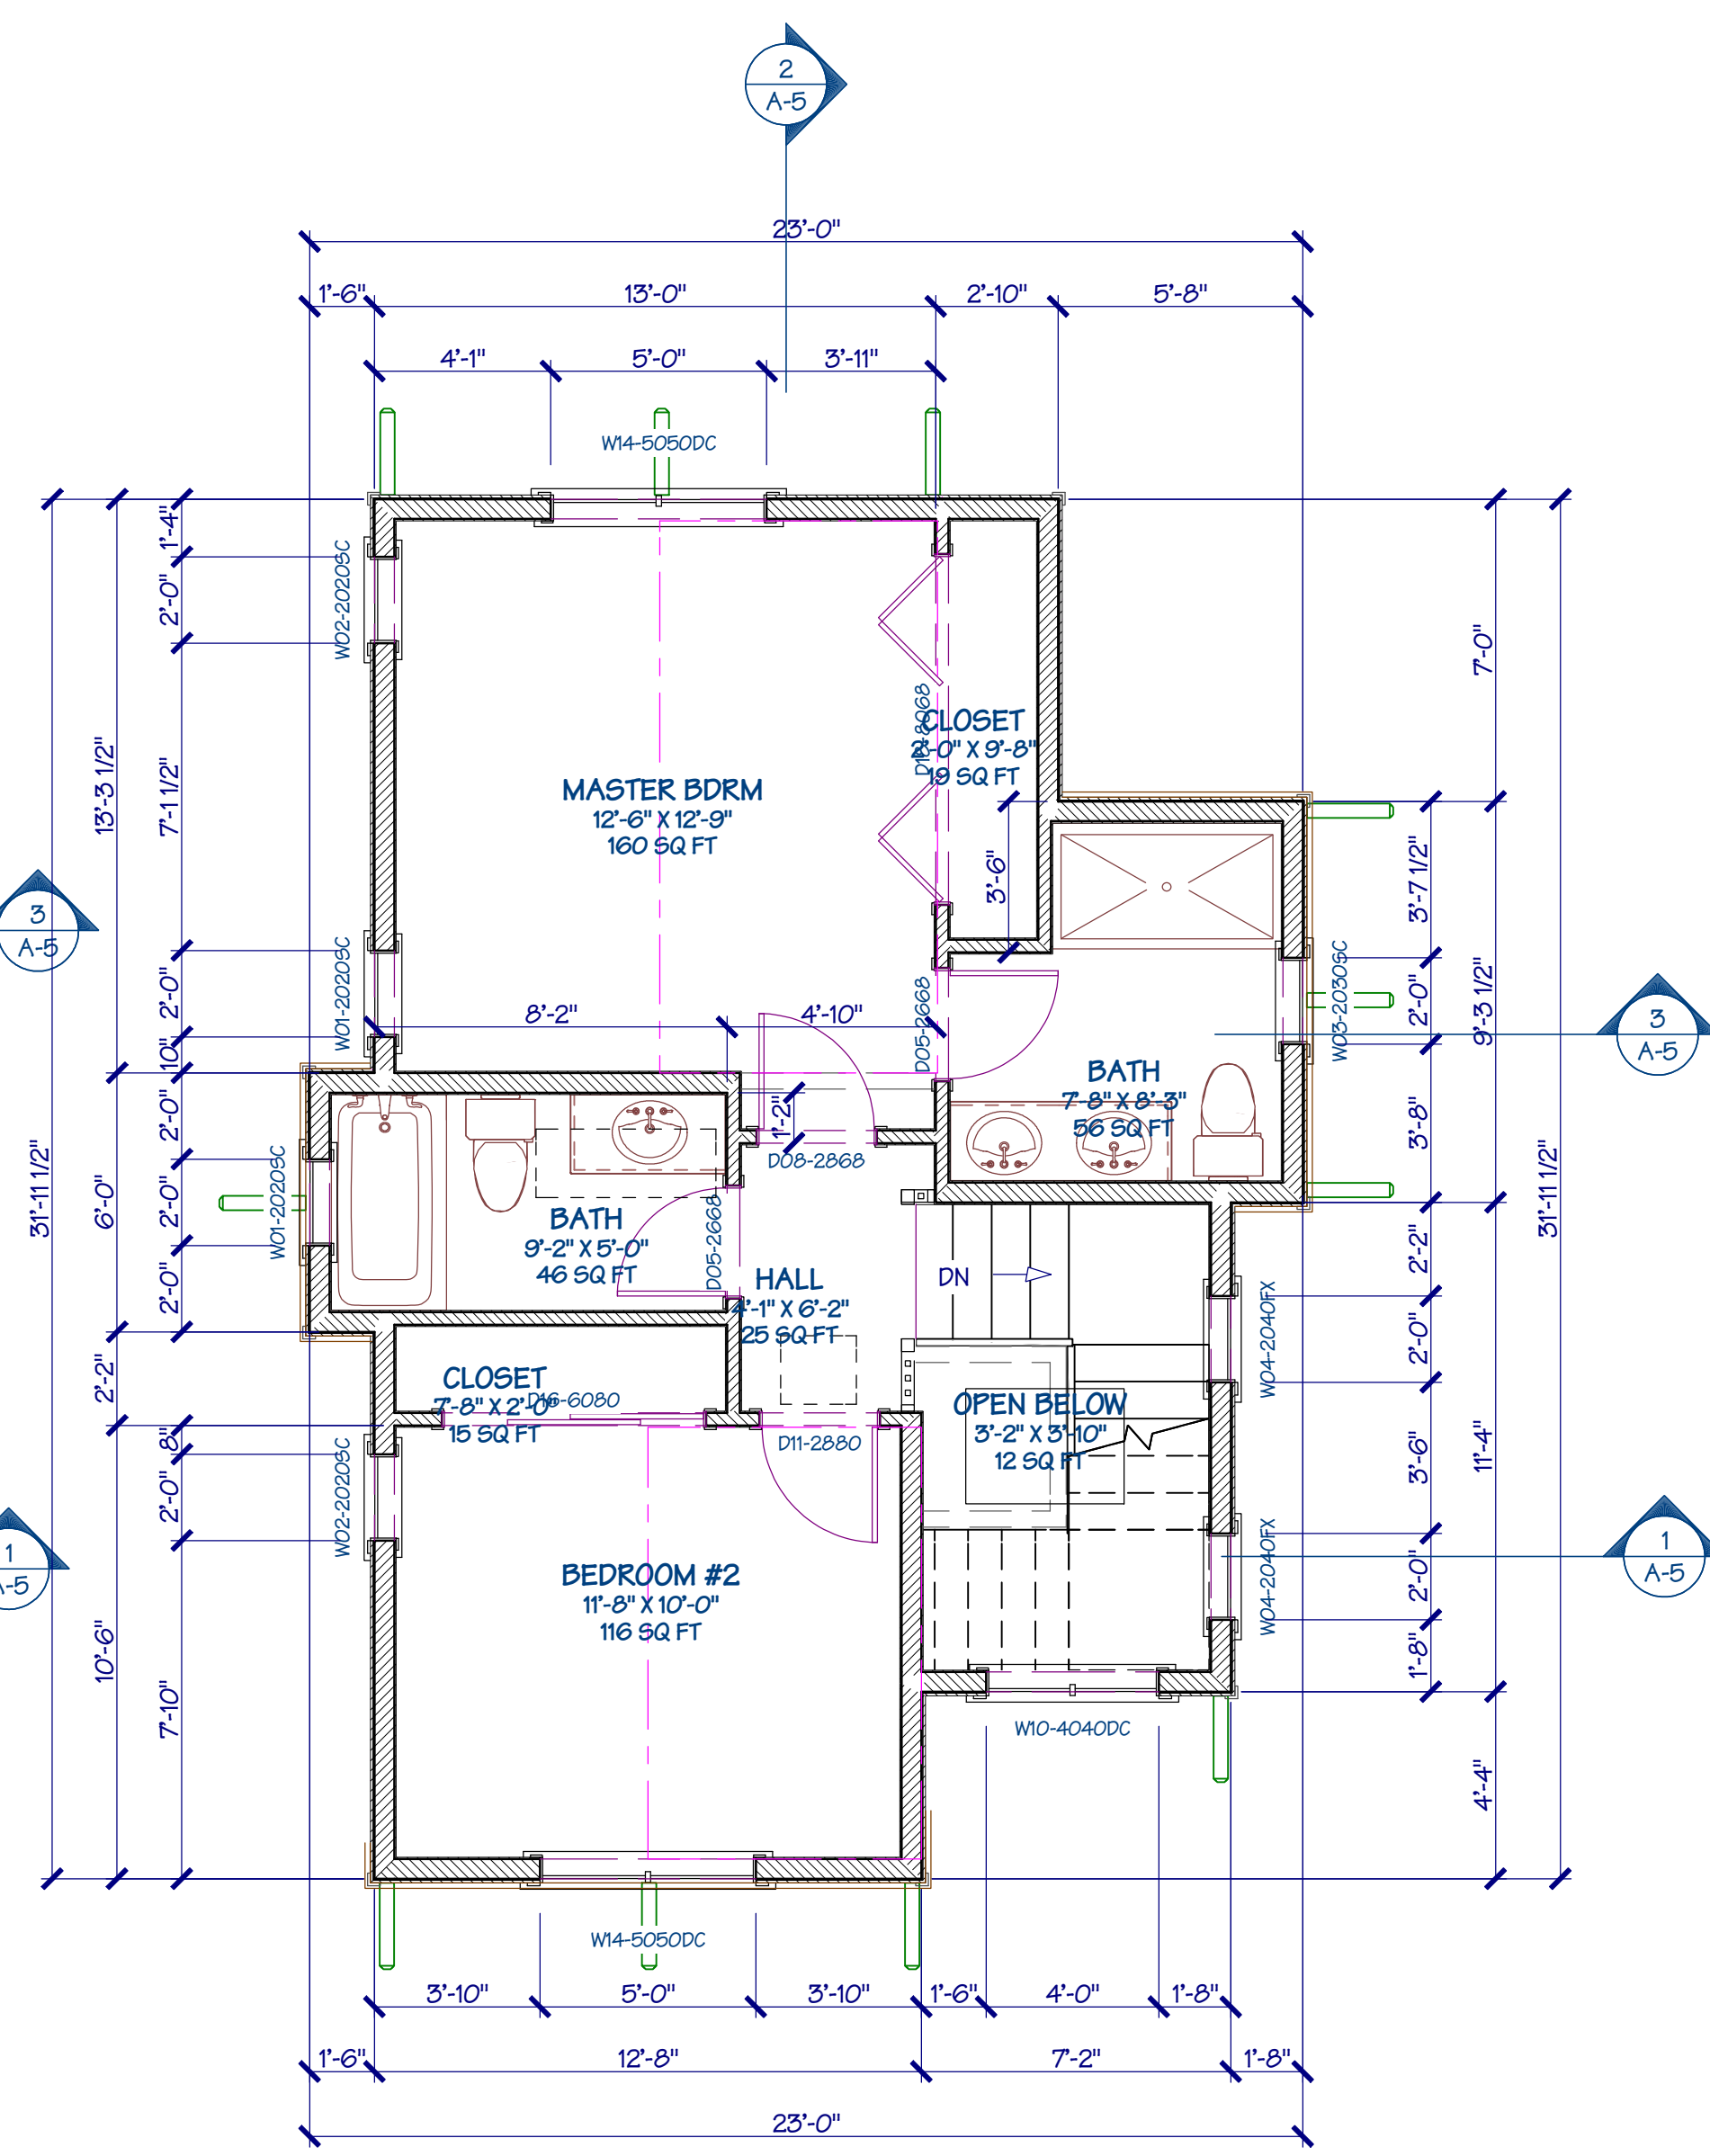 2
A-5
23'-0"
1'-6" 13'-0" 2'-10" 5'-8"
4'-1" 5'-0" 3'-11"
W14-5050DC
1'-4"
2'-0"
7'-1 1/2"
2'-0"
10"
2'-0"
2'-0"
2'-0"
8"
2'-0"
7'-10"
13'-3 1/2"
6'-0"
2'-2"
10'-6"
31'-11 1/2"
W02-2020SC
W01-2020SC
W01-2020SC
W02-2020SC
3
A-5
1
A-5
MASTER BDRM
12'-6" X 12'-9"
160 SQ FT
CLOSET
2'-0" X 9'-8"
19 SQ FT
3'-6"
8'-2" 4'-10"
D05-2668
1'-2"
D08-2868
BATH
7'-8" X 8'-3"
56 SQ FT
BATH
9'-2" X 5'-0"
46 SQ FT
D05-2668
HALL
4'-1" X 6'-2"
25 SQ FT
DN
CLOSET
7'-8" X 2'-0"
15 SQ FT
D16-6080
D11-2880
OPEN BELOW
3'-2" X 3'-10"
12 SQ FT
BEDROOM #2
11'-8" X 10'-0"
116 SQ FT
W03-2030SC
W04-2040FX
W04-2040FX
W10-4040DC
3'-7 1/2"
2'-0"
3'-8"
2'-2"
2'-0"
3'-6"
2'-0"
1'-8"
7'-0"
9'-3 1/2"
11'-4"
4'-4"
31'-11 1/2"
3
A-5
1
A-5
W14-5050DC
3'-10" 5'-0" 3'-10" 1'-6" 4'-0" 1'-8"
1'-6" 12'-8" 7'-2" 1'-8"
23'-0"